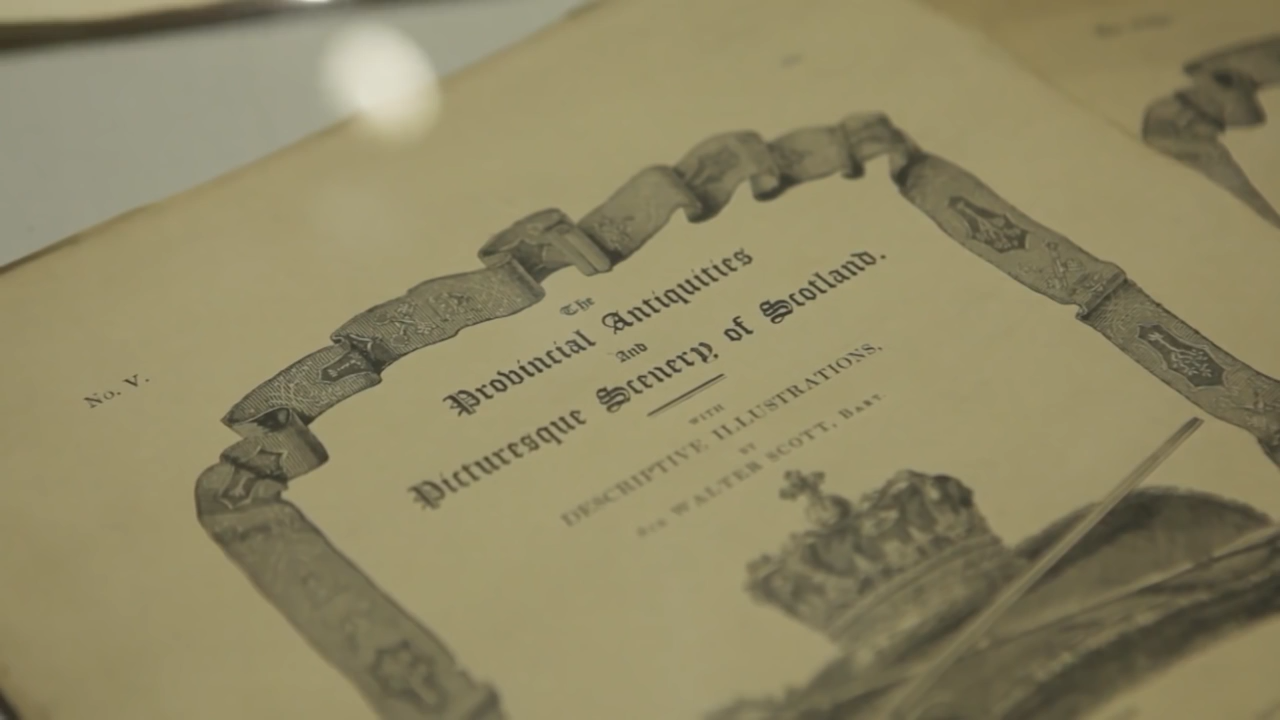 No. V.
The
Provincial Antiquities
And
Picturesque Scenery of Scotland.
WITH
DESCRIPTIVE ILLUSTRATIONS,
BY
SIR WALTER SCOTT, BART.